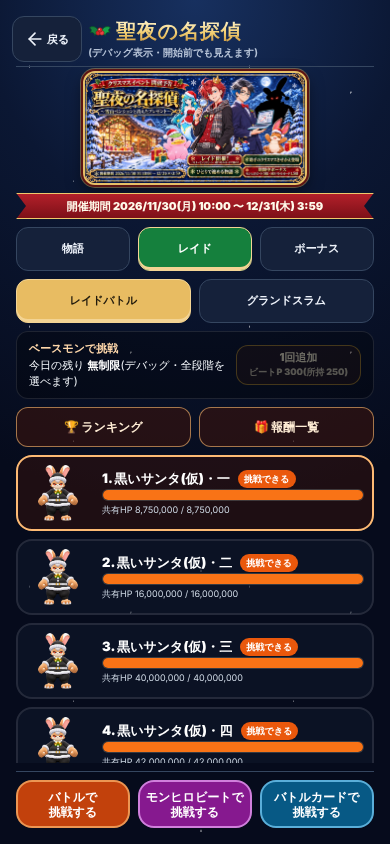 戻る
聖夜の名探偵
(デバッグ表示・開始前でも見えます)
聖夜の名探偵
開催期間 2026/11/30(月) 10:00 〜 12/31(木) 3:59
物語
レイド
ボーナス
レイドバトル
グランドスラム
ベースモンで挑戦
今日の残り 無制限(デバッグ・全段階を
選べます)
1回追加
ビートP 300(所持 250)
🏆 ランキング
🎁 報酬一覧
1. 黒いサンタ(仮)・一 挑戦できる
共有HP 8,750,000 / 8,750,000
2. 黒いサンタ(仮)・二 挑戦できる
共有HP 16,000,000 / 16,000,000
3. 黒いサンタ(仮)・三 挑戦できる
共有HP 40,000,000 / 40,000,000
4. 黒いサンタ(仮)・四 挑戦できる
共有HP 42,000,000 / 42,000,000
バトルで
挑戦する
モンヒロビートで
挑戦する
バトルカードで
挑戦する